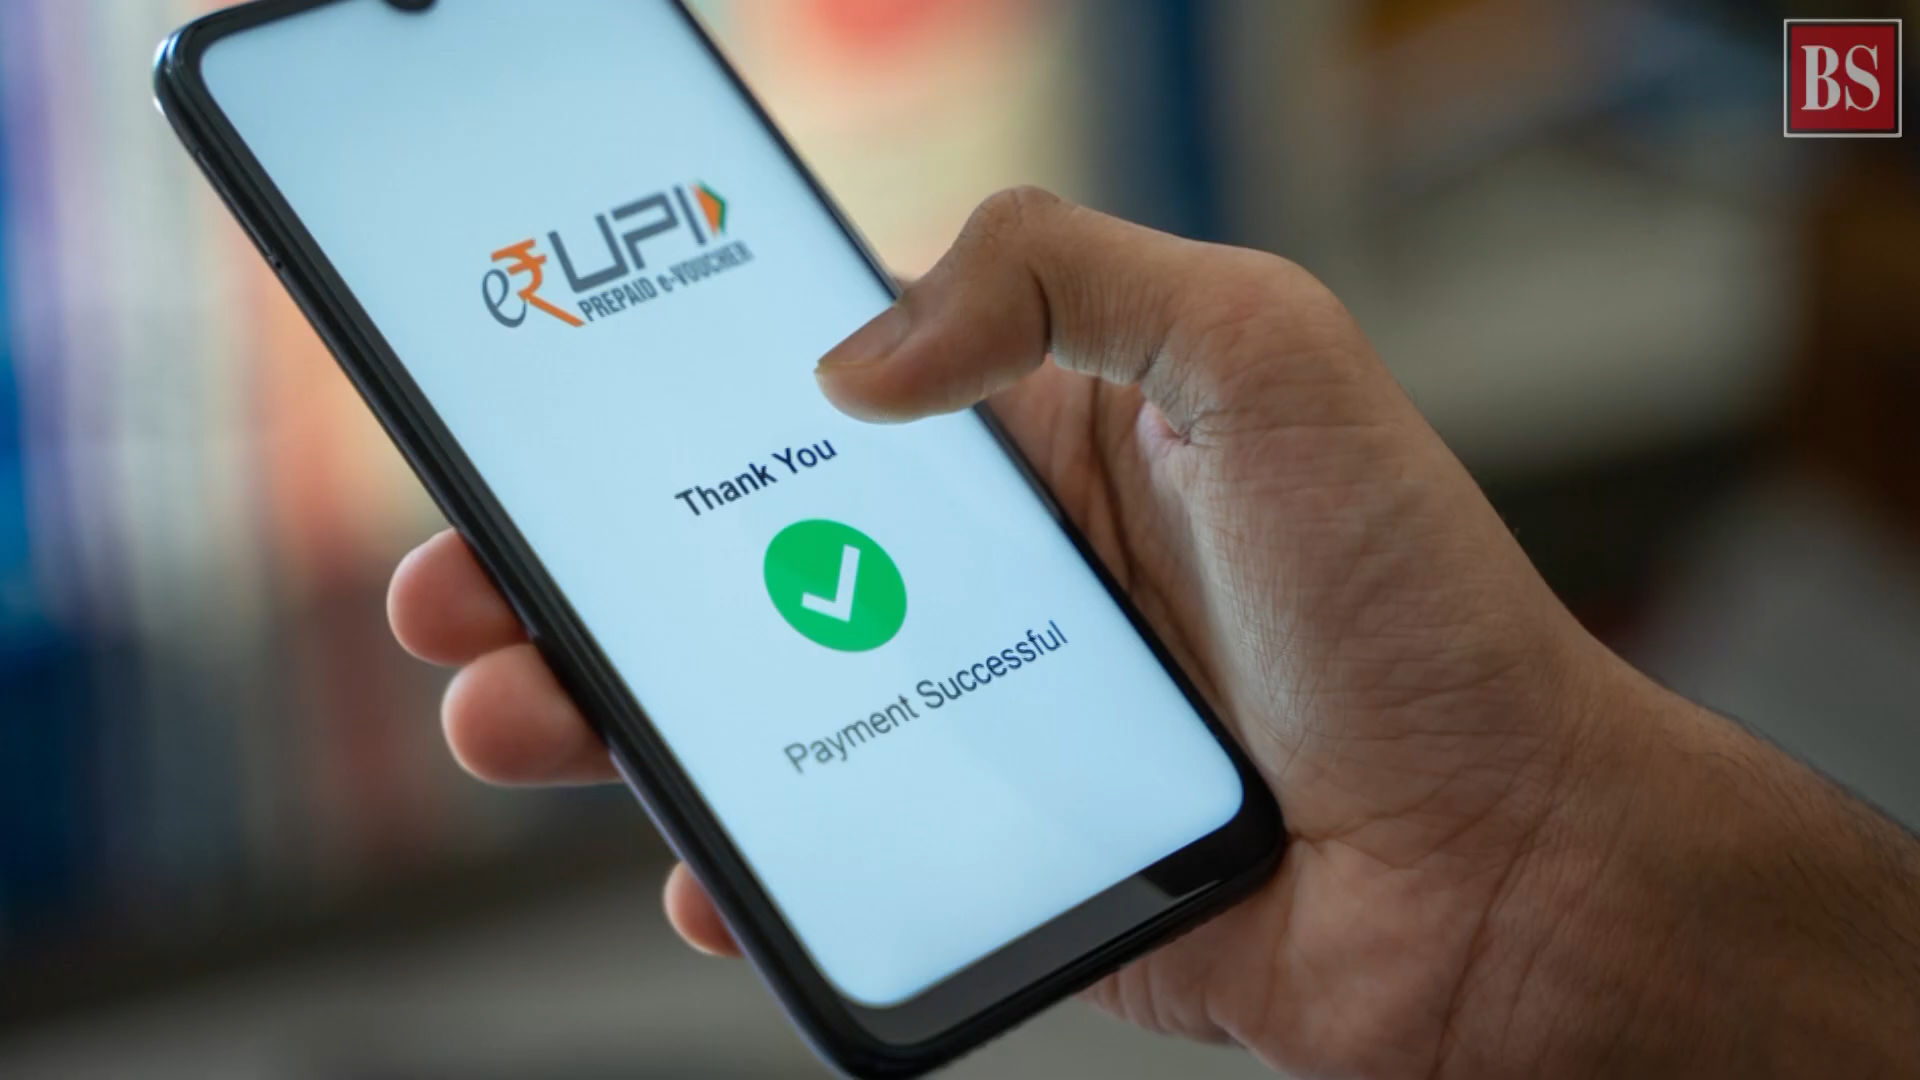 BS
e₹UPI
PREPAID e-VOUCHER
Thank You
Payment Successful